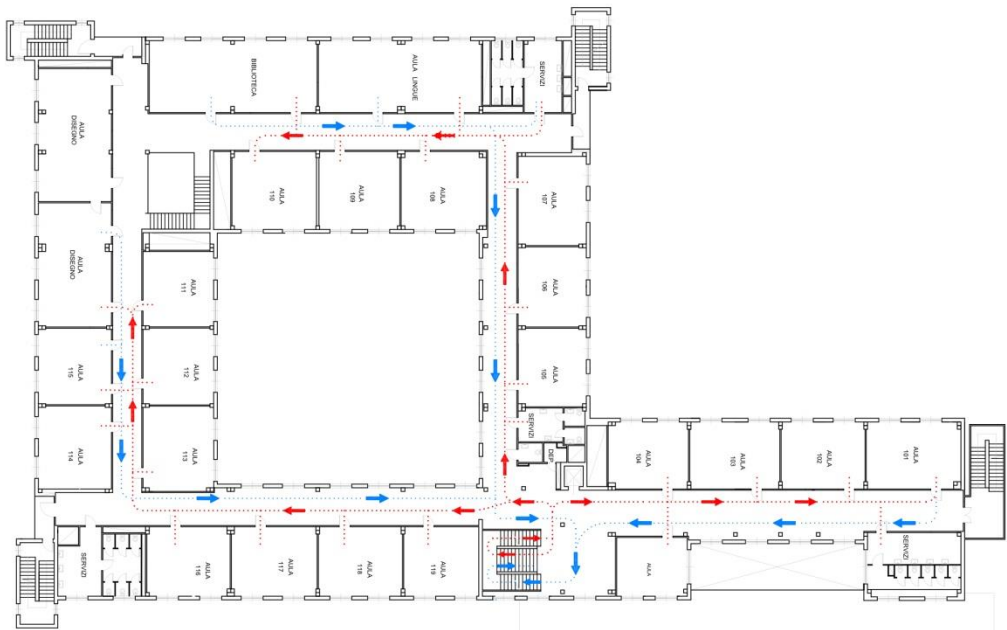 BIBLIOTECA
AULA LINGUE
SERVIZI
AULA DISEGNO
AULA 110
AULA 109
AULA 108
AULA 107
AULA DISEGNO
AULA 111
AULA 106
AULA 115
AULA 112
AULA 105
AULA 114
AULA 113
SERVIZI
DEP
AULA 104
AULA 103
AULA 102
AULA 101
SERVIZI
AULA 116
AULA 117
AULA 118
AULA 119
AULA
SERVIZI